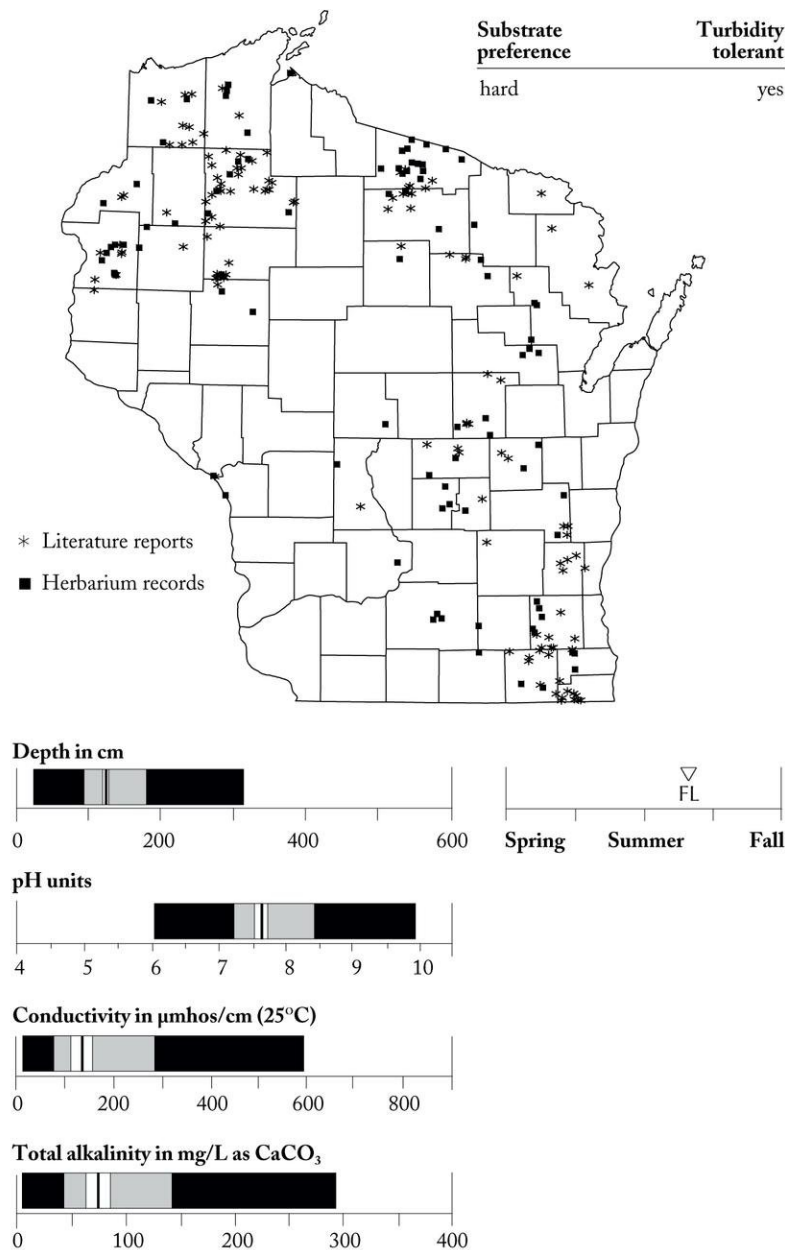 Substrate preference Turbidity tolerant
hard yes
Literature reports
Herbarium records
Depth in cm
0 200 400 600
FL
Spring Summer Fall
pH units
4 5 6 7 8 9 10
Conductivity in µmhos/cm (25°C)
0 200 400 600 800
Total alkalinity in mg/L as CaCO₃
0 100 200 300 400